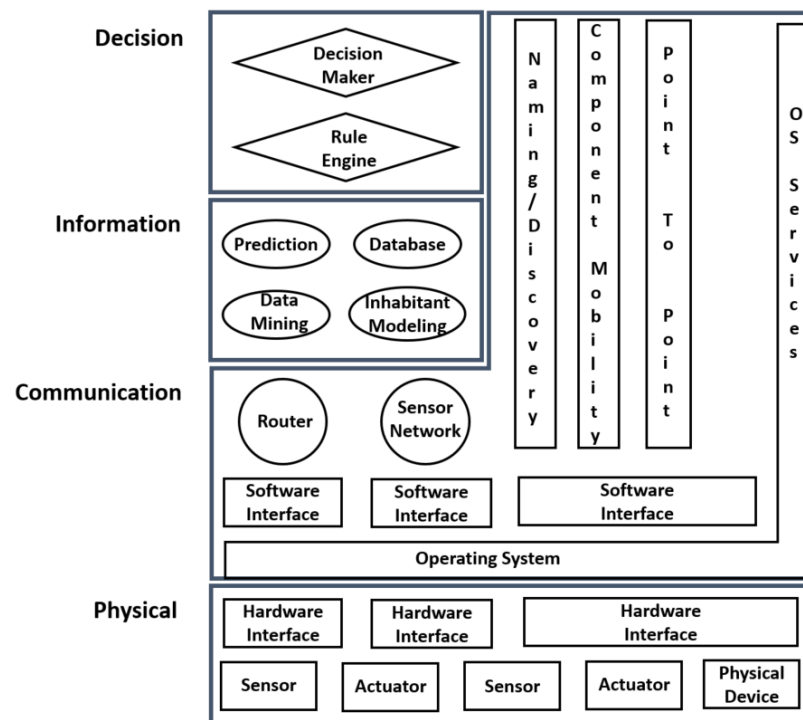 Decision
Decision
Maker
Rule
Engine
Information
Prediction
Database
Data
Mining
Inhabitant
Modeling
Communication
Router
Sensor
Network
Naming/Discovery
Component Mobility
Point To Point
OS Services
Software
Interface
Software
Interface
Software
Interface
Operating System
Physical
Hardware
Interface
Hardware
Interface
Hardware
Interface
Sensor
Actuator
Sensor
Actuator
Physical
Device